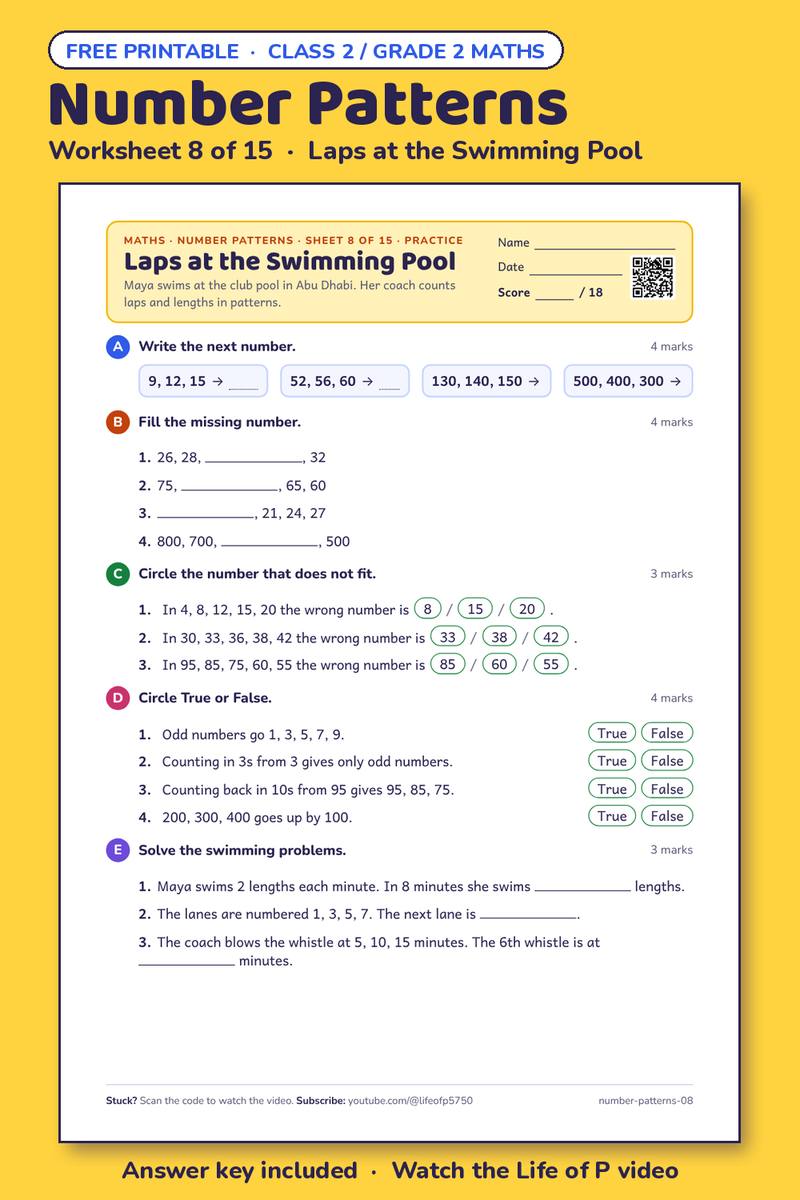 FREE PRINTABLE · CLASS 2 / GRADE 2 MATHS
Number Patterns
Worksheet 8 of 15 · Laps at the Swimming Pool
MATHS · NUMBER PATTERNS · SHEET 8 OF 15 · PRACTICE
Laps at the Swimming Pool
Maya swims at the club pool in Abu Dhabi. Her coach counts
laps and lengths in patterns.
Name ____
Date ____
Score ____ / 18
A Write the next number. 4 marks
9, 12, 15 → ____ 52, 56, 60 → ____ 130, 140, 150 → 500, 400, 300 →
B Fill the missing number. 4 marks
1. 26, 28, ____, 32
2. 75, ____, 65, 60
3. ____, 21, 24, 27
4. 800, 700, ____, 500
C Circle the number that does not fit. 3 marks
1. In 4, 8, 12, 15, 20 the wrong number is 8 / 15 / 20 .
2. In 30, 33, 36, 38, 42 the wrong number is 33 / 38 / 42 .
3. In 95, 85, 75, 60, 55 the wrong number is 85 / 60 / 55 .
D Circle True or False. 4 marks
1. Odd numbers go 1, 3, 5, 7, 9. True False
2. Counting in 3s from 3 gives only odd numbers. True False
3. Counting back in 10s from 95 gives 95, 85, 75. True False
4. 200, 300, 400 goes up by 100. True False
E Solve the swimming problems. 3 marks
1. Maya swims 2 lengths each minute. In 8 minutes she swims ____ lengths.
2. The lanes are numbered 1, 3, 5, 7. The next lane is ____.
3. The coach blows the whistle at 5, 10, 15 minutes. The 6th whistle is at
____ minutes.
Stuck? Scan the code to watch the video. Subscribe: youtube.com/@lifeofp5750 number-patterns-08
Answer key included · Watch the Life of P video